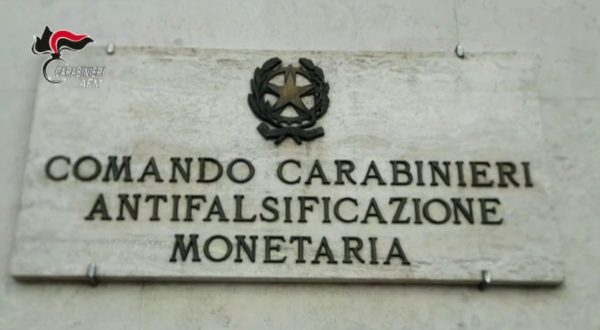 CARABINIERI
AFM
COMANDO CARABINIERI
ANTIFALSIFICAZIONE
MONETARIA